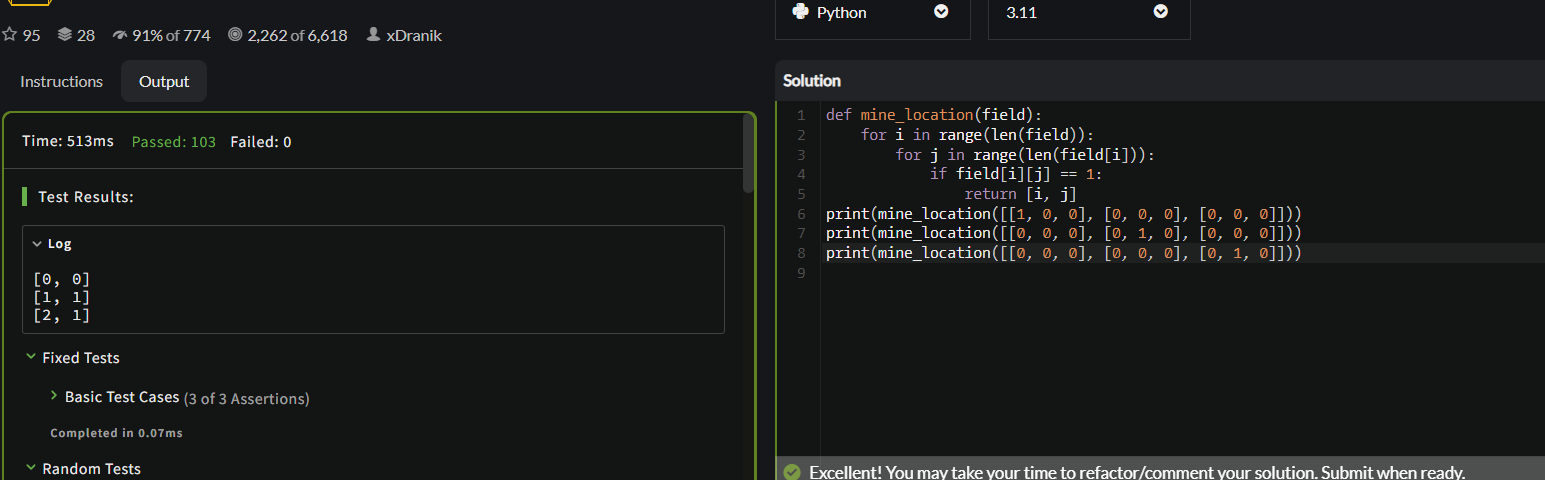 95 28 91% of 774 2,262 of 6,618 xDranik
Instructions Output
Time: 513ms Passed: 103 Failed: 0
Test Results:
Log
[0, 0]
[1, 1]
[2, 1]
Fixed Tests
Basic Test Cases (3 of 3 Assertions)
Completed in 0.07ms
Random Tests
Python 3.11
Solution
1 def mine_location(field):
2     for i in range(len(field)):
3         for j in range(len(field[i])):
4             if field[i][j] == 1:
5                 return [i, j]
6 print(mine_location([[1, 0, 0], [0, 0, 0], [0, 0, 0]]))
7 print(mine_location([[0, 0, 0], [0, 1, 0], [0, 0, 0]]))
8 print(mine_location([[0, 0, 0], [0, 0, 0], [0, 1, 0]]))
9
Excellent! You may take your time to refactor/comment your solution. Submit when ready.